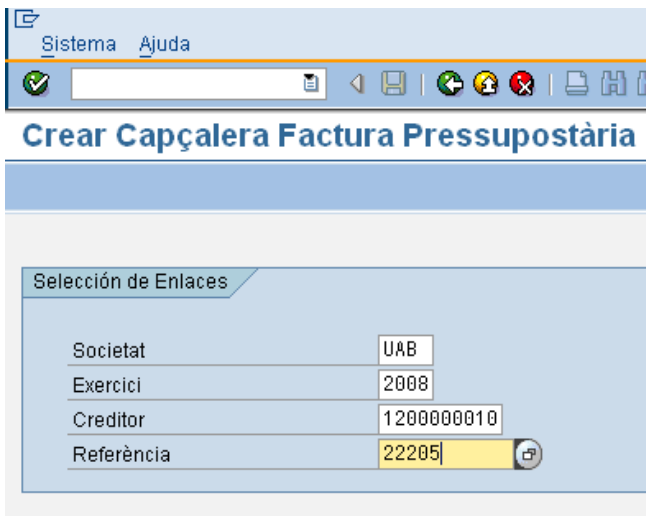 Sistema Ajuda
Crear Capçalera Factura Pressupostària
Selección de Enlaces
Societat UAB
Exercici 2008
Creditor 1200000010
Referència 22205